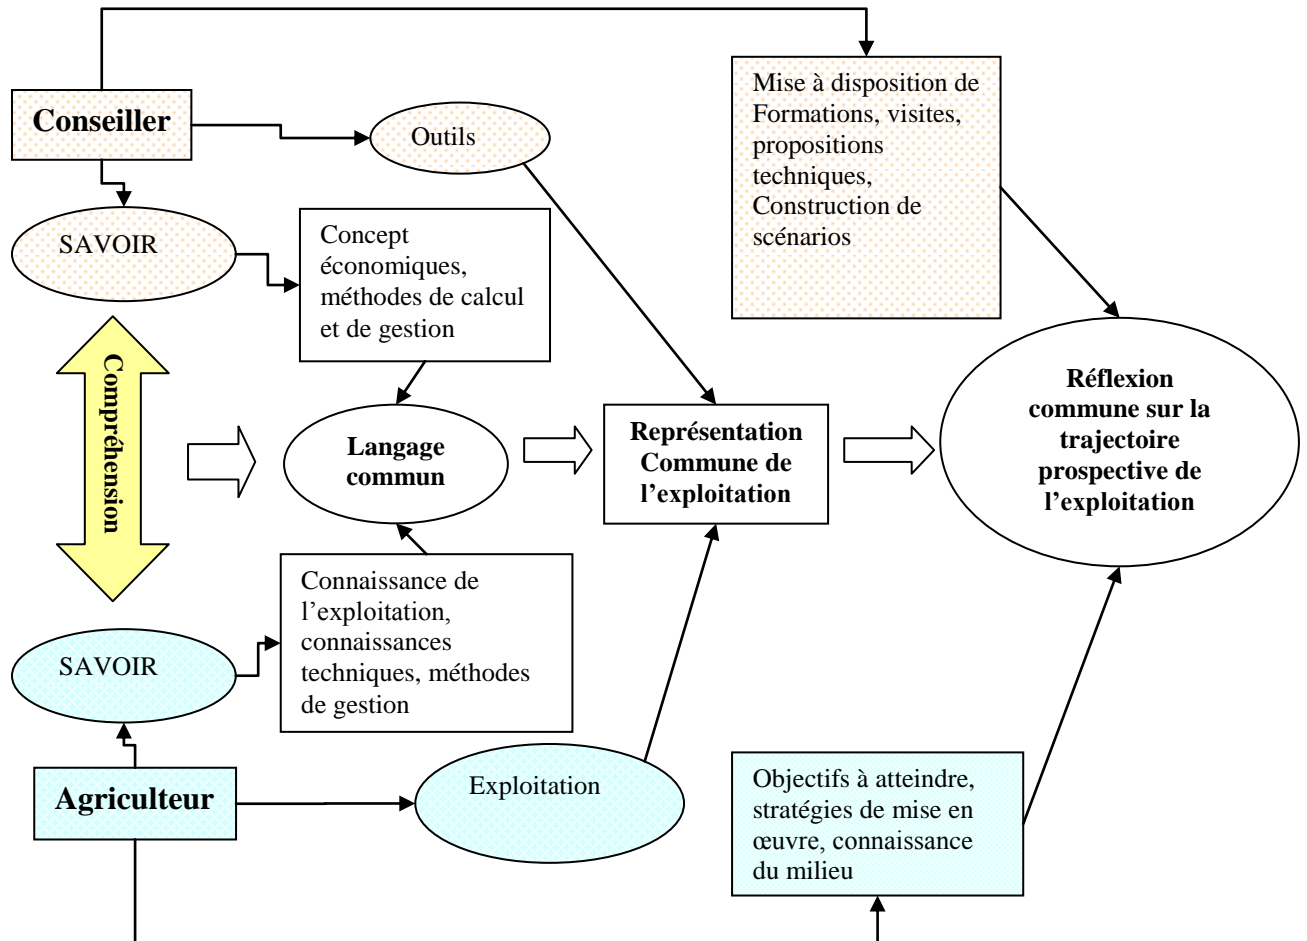 Conseiller
Outils
Mise à disposition de
Formations, visites,
propositions
techniques,
Construction de
scénarios
SAVOIR
Concept
économiques,
méthodes de calcul
et de gestion
Compréhension
Langage
commun
Représentation
Commune de
l’exploitation
Réflexion
commune sur la
trajectoire
prospective de
l’exploitation
Connaissance de
l’exploitation,
connaissances
techniques, méthodes
de gestion
SAVOIR
Agriculteur
Exploitation
Objectifs à atteindre,
stratégies de mise en
œuvre, connaissance
du milieu